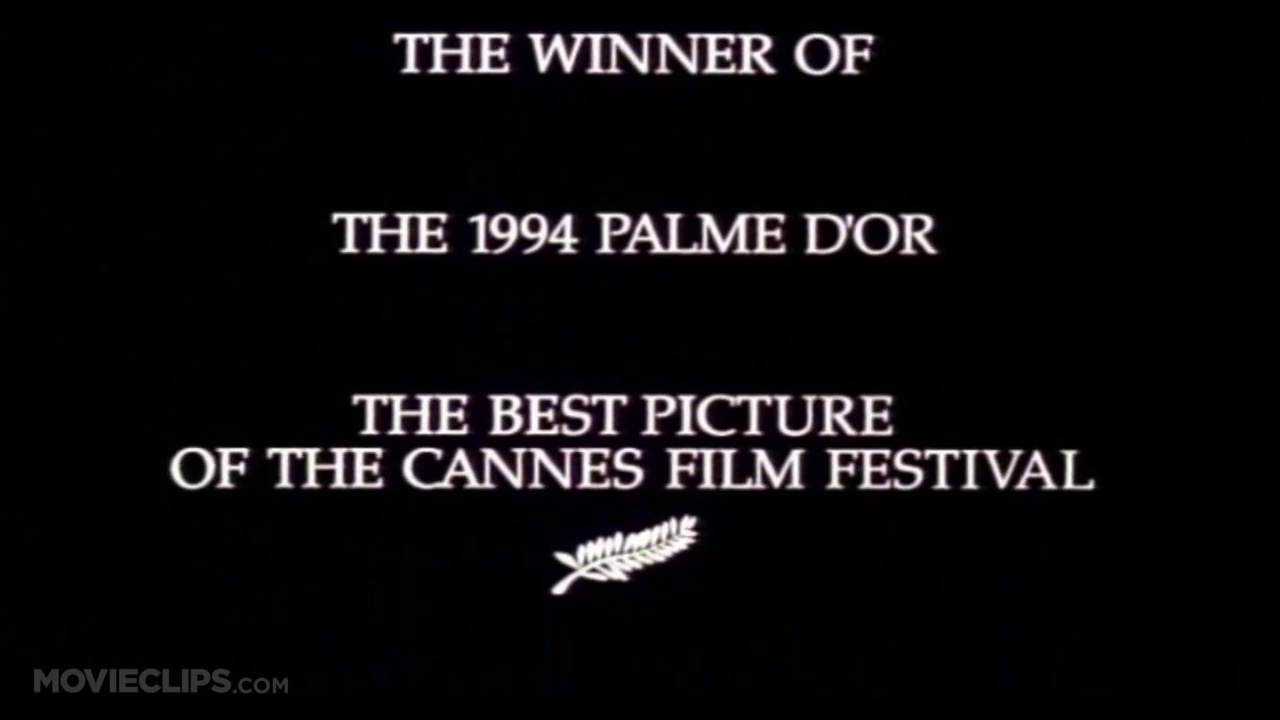 THE WINNER OF
THE 1994 PALME D'OR
THE BEST PICTURE
OF THE CANNES FILM FESTIVAL
MOVIECLIPS.COM